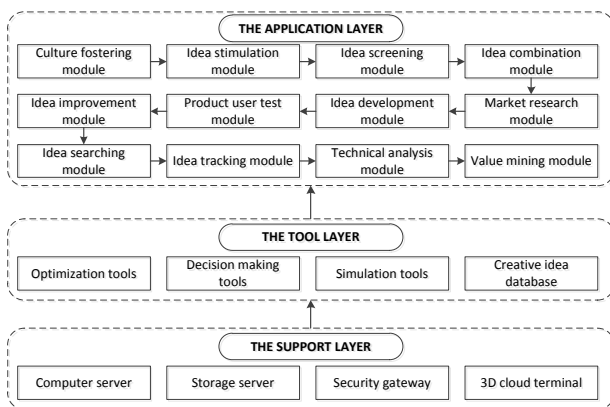 THE APPLICATION LAYER
Culture fostering
module
Idea stimulation
module
Idea screening
module
Idea combination
module
Idea improvement
module
Product user test
module
Idea development
module
Market research
module
Idea searching
module
Idea tracking module
Technical analysis
module
Value mining module
THE TOOL LAYER
Optimization tools
Decision making
tools
Simulation tools
Creative idea
database
THE SUPPORT LAYER
Computer server
Storage server
Security gateway
3D cloud terminal